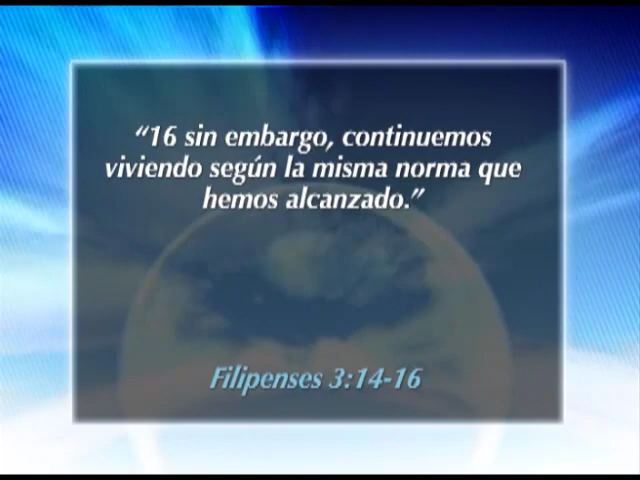 “16 sin embargo, continuemos
viviendo según la misma norma que
hemos alcanzado.”
Filipenses 3:14-16